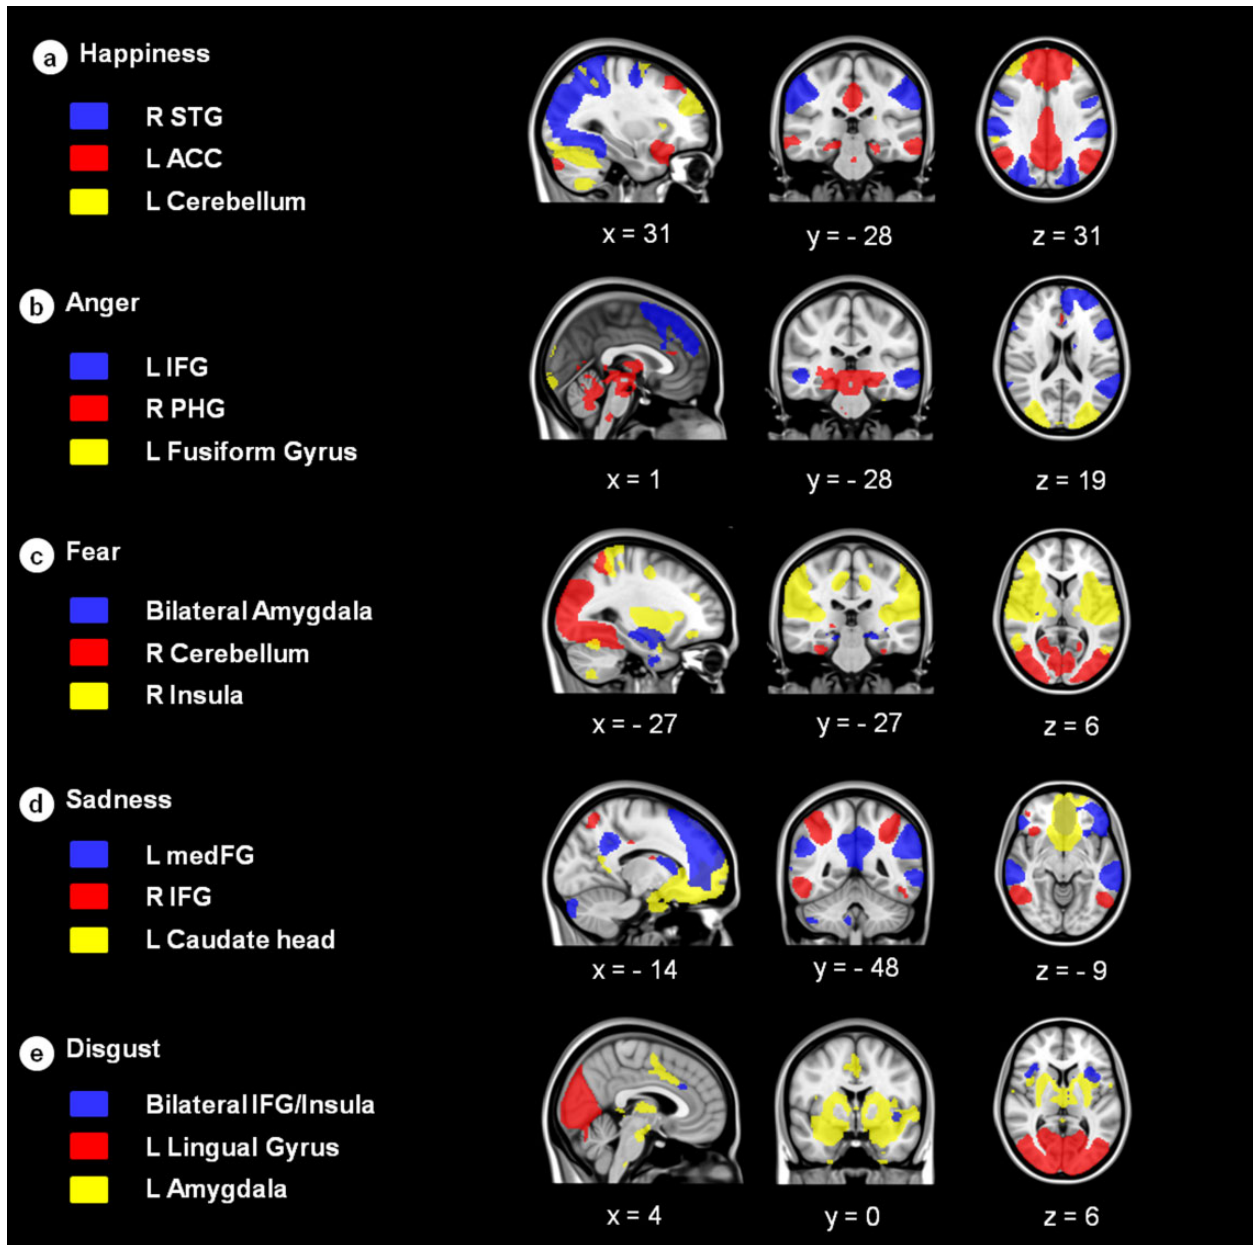 a Happiness
R STG
L ACC
L Cerebellum
x = 31 y = - 28 z = 31
b Anger
L IFG
R PHG
L Fusiform Gyrus
x = 1 y = - 28 z = 19
c Fear
Bilateral Amygdala
R Cerebellum
R Insula
x = - 27 y = - 27 z = 6
d Sadness
L medFG
R IFG
L Caudate head
x = - 14 y = - 48 z = - 9
e Disgust
Bilateral IFG/Insula
L Lingual Gyrus
L Amygdala
x = 4 y = 0 z = 6